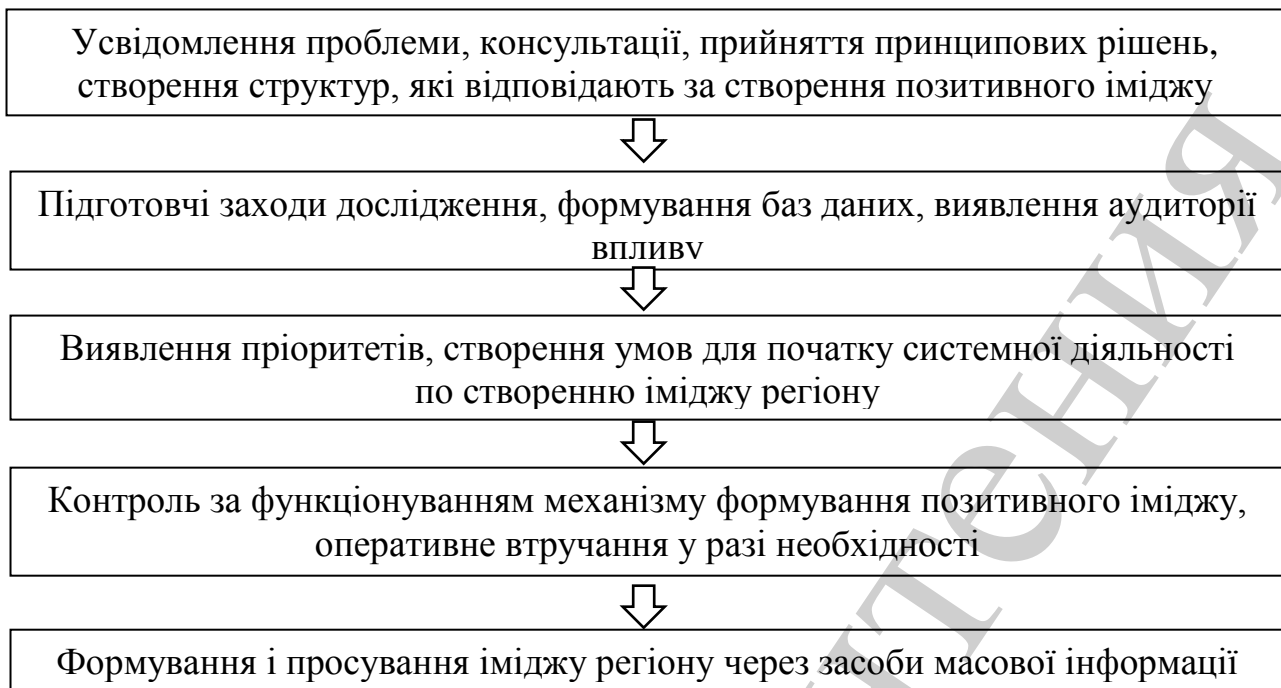 Усвідомлення проблеми, консультації, прийняття принципових рішень,
створення структур, які відповідають за створення позитивного іміджу
Підготовчі заходи дослідження, формування баз даних, виявлення аудиторії
впливу
Виявлення пріоритетів, створення умов для початку системної діяльності
по створенню іміджу регіону
Контроль за функціонуванням механізму формування позитивного іміджу,
оперативне втручання у разі необхідності
Формування і просування іміджу регіону через засоби масової інформації